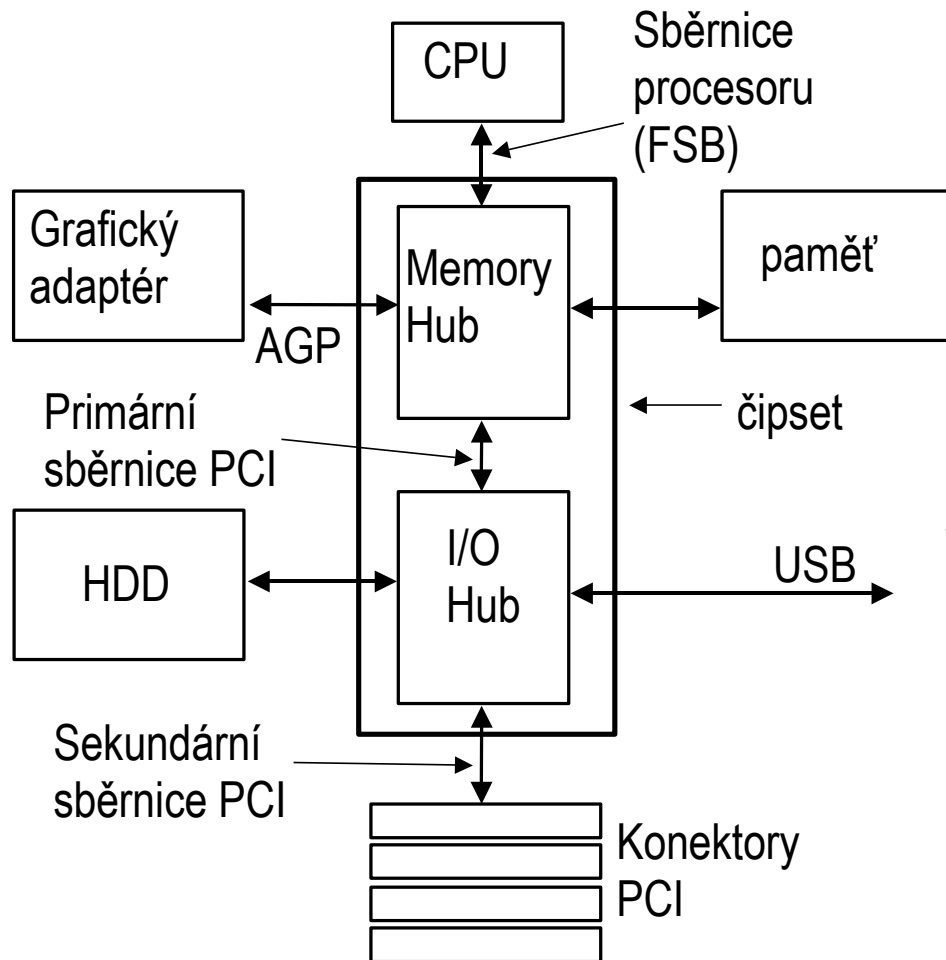 CPU
Sběrnice
procesoru
(FSB)
Grafický
adaptér
Memory
Hub
paměť
AGP
Primární
sběrnice PCI
čipset
HDD
I/O
Hub
USB
Sekundární
sběrnice PCI
Konektory
PCI